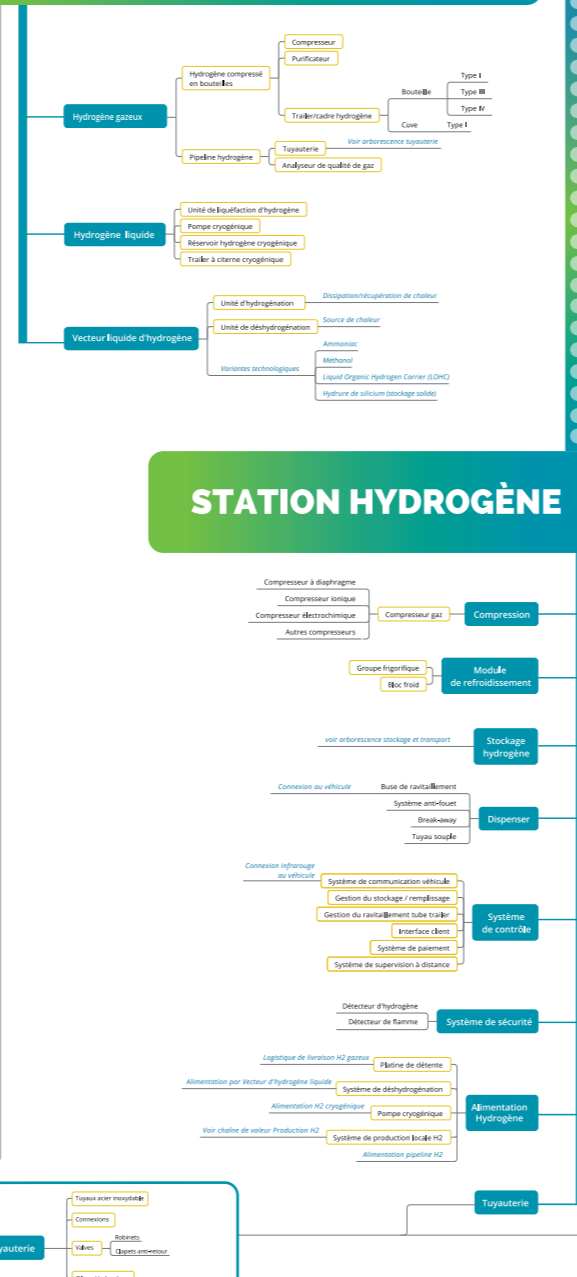 Hydrogène gazeux
Hydrogène compressé
en bouteilles
Compresseur
Purificateur
Trailer/cadre hydrogène
Bouteille
Type I
Type III
Type IV
Cuve
Type I
Pipeline hydrogène
Tuyauterie
Voir arborescence tuyauterie
Analyseur de qualité de gaz
Hydrogène liquide
Unité de liquéfaction d'hydrogène
Pompe cryogénique
Réservoir hydrogène cryogénique
Trailer à citerne cryogénique
Vecteur liquide d'hydrogène
Unité d'hydrogénation
Dissipation/récupération de chaleur
Unité de déshydrogénation
Source de chaleur
Variantes technologiques
Ammoniac
Méthanol
Liquid Organic Hydrogen Carrier (LOHC)
Hydrure de silicium (stockage solide)
STATION HYDROGÈNE
Compresseur à diaphragme
Compresseur ionique
Compresseur électrochimique
Autres compresseurs
Compresseur gaz
Compression
Groupe frigorifique
Bloc froid
Module
de refroidissement
voir arborescence stockage et transport
Stockage
hydrogène
Connexion au véhicule
Buse de ravitaillement
Système anti-fouet
Break-away
Tuyau souple
Dispenser
Connexion infrarouge
au véhicule
Système de communication véhicule
Gestion du stockage / remplissage
Gestion du ravitaillement tube trailer
Interface client
Système de paiement
Système de supervision à distance
Système
de contrôle
Détecteur d'hydrogène
Détecteur de flamme
Système de sécurité
Logistique de livraison H2 gazeux
Platine de détente
Alimentation par Vecteur d'hydrogène liquide
Système de déshydrogénation
Alimentation H2 cryogénique
Pompe cryogénique
Voir chaîne de valeur Production H2
Système de production locale H2
Alimentation pipeline H2
Alimentation
Hydrogène
Tuyauterie
yauterie
Tuyaux acier inoxydable
Connexions
Valves
Robinets
Clapets anti-retour